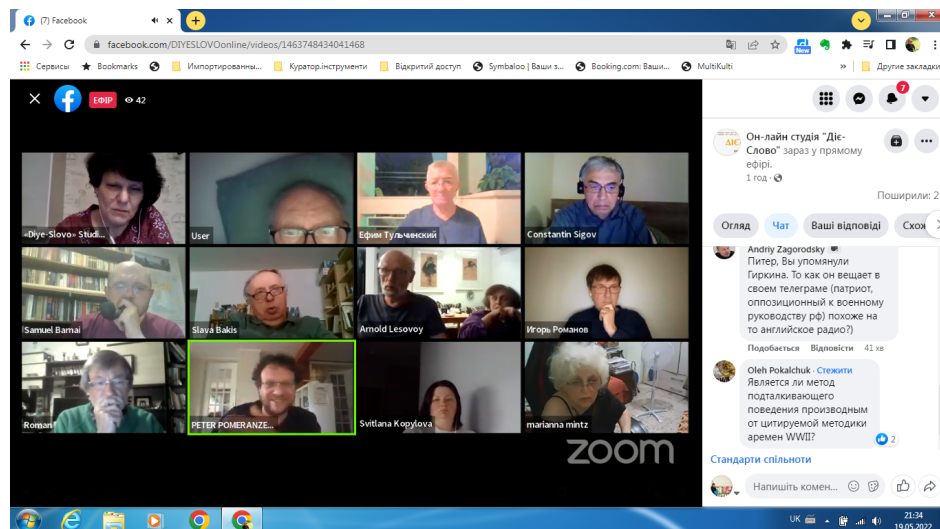 (7) Facebook
facebook.com/DIYESLOVOonline/videos/1463748434041468
Сервисы
Bookmarks
Импортированны...
Куратор.інструменти
Відкритий доступ
Symbaloo | Ваши з...
Booking.com: Ваши...
MultiKulti
»
Другие закладки
ЕФІР
42
7
Он-лайн студія "Діє-
Слово" зараз у прямому
ефірі.
1 год ·
Поширили: 2
Огляд
Чат
Ваші відповіді
Схож
«Diye-Slovo» Studi...
User
Ефим Тульчинский
Constantin Sigov
Samuel Barnai
Slava Bakis
Arnold Lesovoy
Игорь Романов
Roman
PETER POMERANZE...
Svitlana Kopylova
marianna mintz
zoom
Andriy Zagorodsky
Питер, Вы упомянули
Гиркина. То как он вещает в
своем телеграме (патриот,
оппозиционный к военному
руководству рф) похоже на
то английское радио?)
Подобається Відповісти 41 хв
Oleh Pokalchuk · Стежити
Является ли метод
подталкивающего
поведения производным
от цитируемой методики
аремен WWII?
2
Стандарти спільноти
Напишіть комен...
UK
21:34
19.05.2022